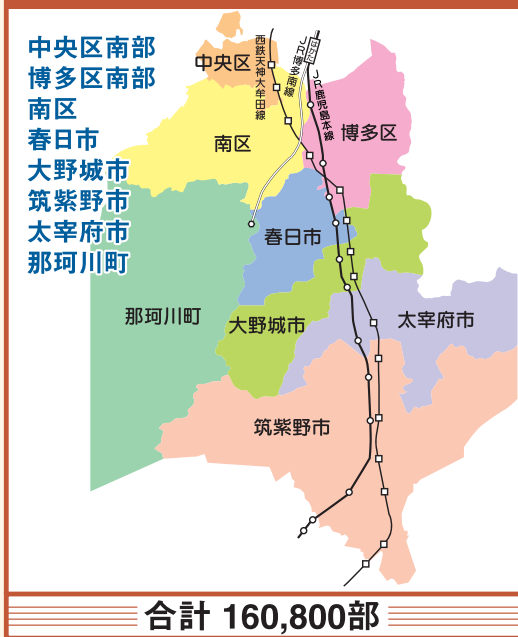 中央区南部
博多区南部
南区
春日市
大野城市
筑紫野市
太宰府市
那珂川町
中央区
西鉄天神大牟田線
JR博多南線
はかた
JR鹿児島本線
南区
博多区
春日市
那珂川町
大野城市
太宰府市
筑紫野市
合計 160,800部